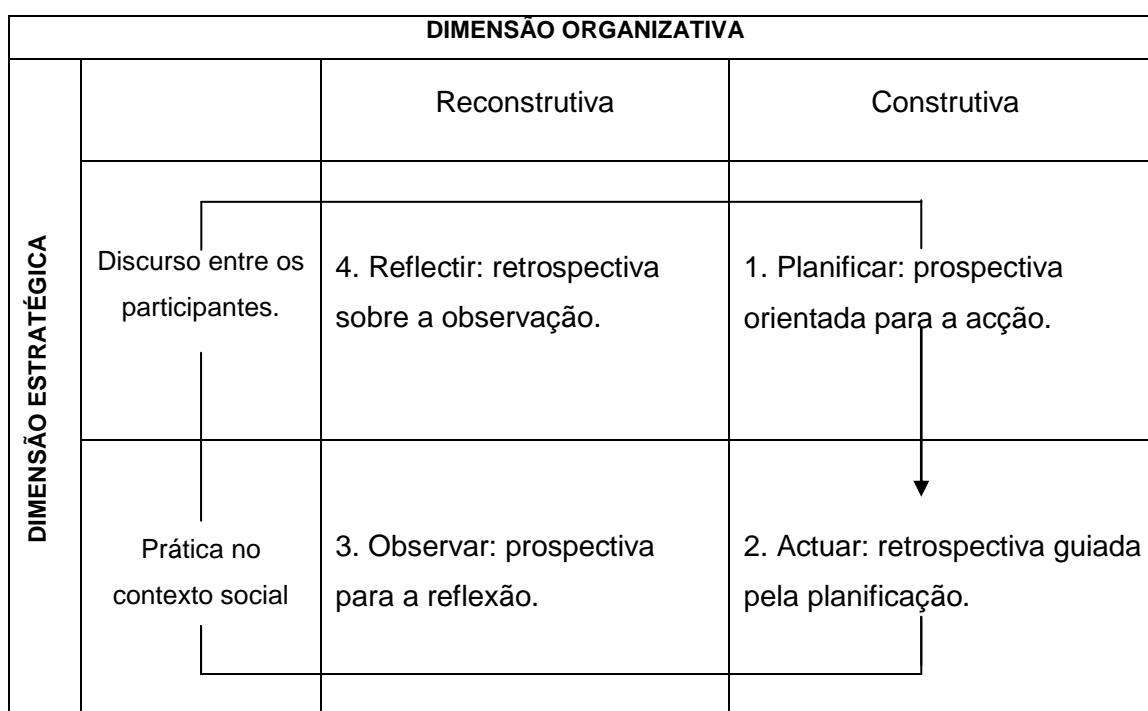 DIMENSÃO ORGANIZATIVA
DIMENSÃO ESTRATÉGICA
Reconstrutiva
Construtiva
Discurso entre os
participantes.
4. Reflectir: retrospectiva
sobre a observação.
1. Planificar: prospectiva
orientada para a acção.
Prática no
contexto social
3. Observar: prospectiva
para a reflexão.
2. Actuar: retrospectiva guiada
pela planificação.